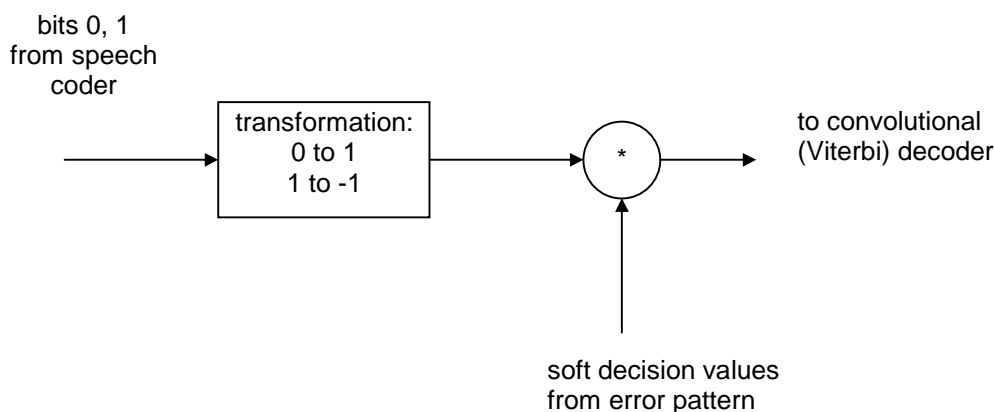 bits 0, 1
from speech
coder
transformation:
0 to 1
1 to -1
*
to convolutional
(Viterbi) decoder
soft decision values
from error pattern